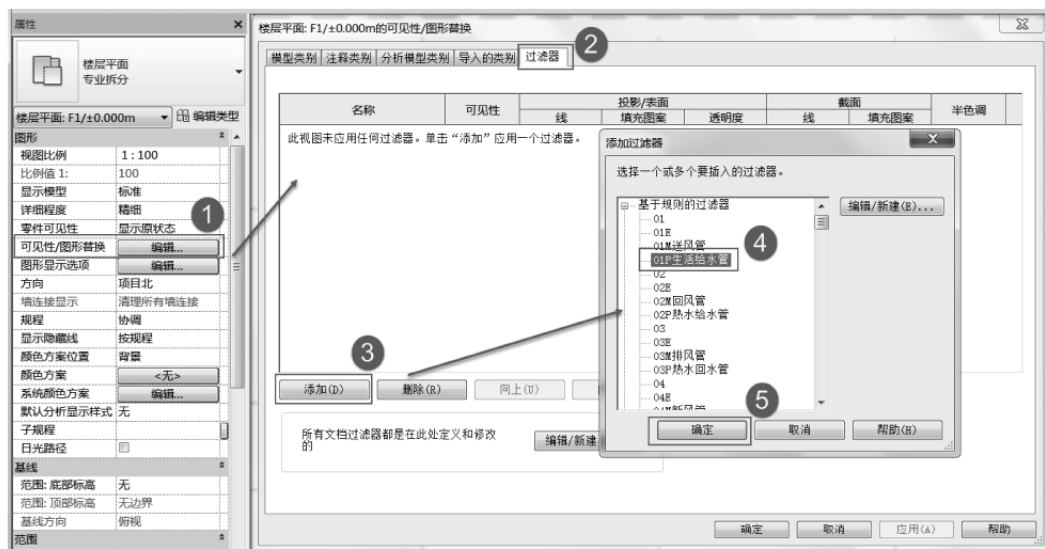 属性
楼层平面
专业拆分
楼层平面: F1/±0.000m 编辑类型
图形
视图比例 1 : 100
比例值 1: 100
显示模型 标准
详细程度 精细
零件可见性 显示原状态
可见性/图形替换 编辑...
图形显示选项 编辑...
方向 项目北
墙连接显示 清理所有墙连接
规程 协调
显示隐藏线 按规程
颜色方案位置 背景
颜色方案 <无>
系统颜色方案 编辑...
默认分析显示样式 无
子规程
日光路径
基线
范围: 底部标高 无
范围: 顶部标高 无边界
基线方向 俯视
范围
1
楼层平面: F1/±0.000m的可见性/图形替换
模型类别 注释类别 分析模型类别 导入的类别 过滤器
2
名称 可见性 投影/表面 截面 半色调
线 填充图案 透明度 线 填充图案
此视图未应用任何过滤器。单击“添加”应用一个过滤器。
3
添加(D) 删除(R) 向上(U)
所有文档过滤器都是在此处定义和修改的
编辑/新建
添加过滤器
选择一个或多个要插入的过滤器。
基于规则的过滤器
01
01E
01M送风管
01P生活给水管
02
02E
02M回风管
02P热水给水管
03
03E
03M排风管
03P热水回水管
04
04E
04M新风管
编辑/新建(E)...
4
5
确定 取消 帮助(H)
确定 取消 应用(A) 帮助